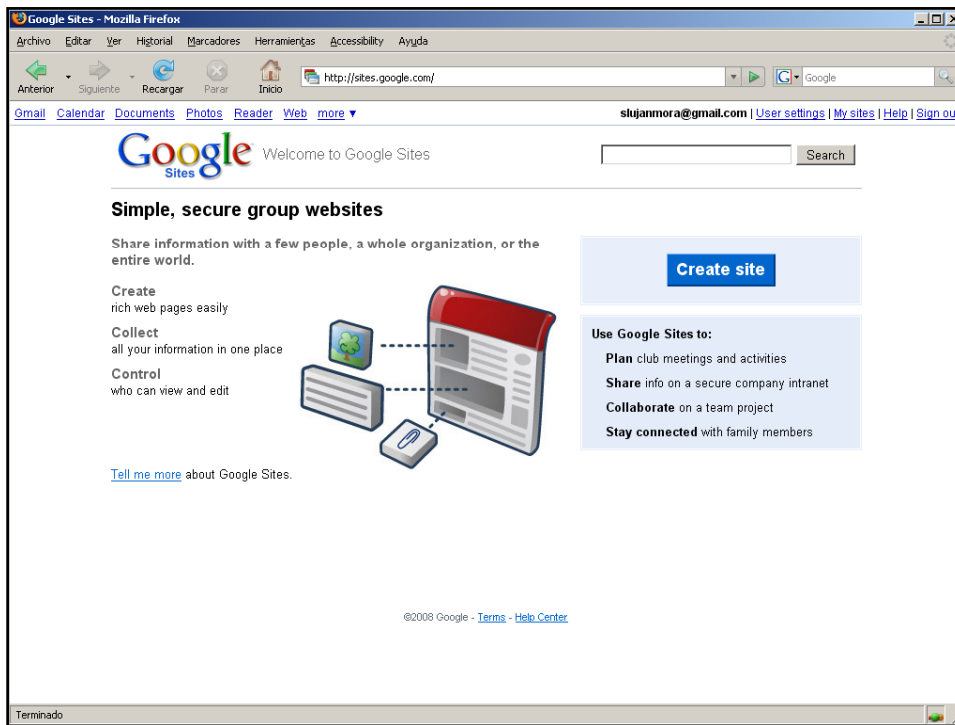 Google Sites - Mozilla Firefox
Archivo Editar Ver Historial Marcadores Herramientas Accessibility Ayuda
Anterior Siguiente Recargar Parar Inicio http://sites.google.com/ G Google
Gmail Calendar Documents Photos Reader Web more ▼ slujanmora@gmail.com | User settings | My sites | Help | Sign ou
Google Sites Welcome to Google Sites Search
Simple, secure group websites
Share information with a few people, a whole organization, or the
entire world.
Create
rich web pages easily
Collect
all your information in one place
Control
who can view and edit
Tell me more about Google Sites.
Create site
Use Google Sites to:
Plan club meetings and activities
Share info on a secure company intranet
Collaborate on a team project
Stay connected with family members
©2008 Google - Terms - Help Center
Terminado